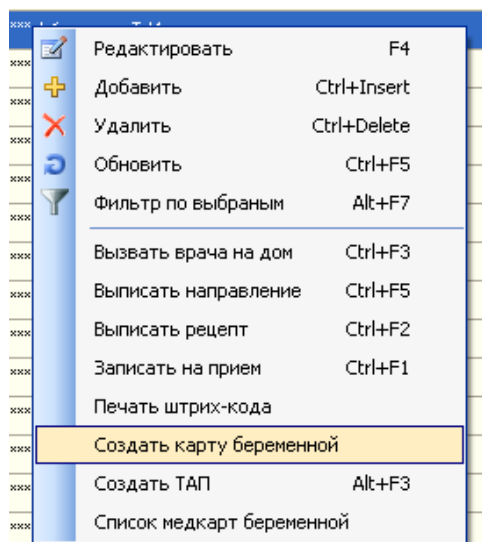 Редактировать F4
Добавить Ctrl+Insert
Удалить Ctrl+Delete
Обновить Ctrl+F5
Фильтр по выбраным Alt+F7
Вызвать врача на дом Ctrl+F3
Выписать направление Ctrl+F5
Выписать рецепт Ctrl+F2
Записать на прием Ctrl+F1
Печать штрих-кода
Создать карту беременной
Создать ТАП Alt+F3
Список медкарт беременной